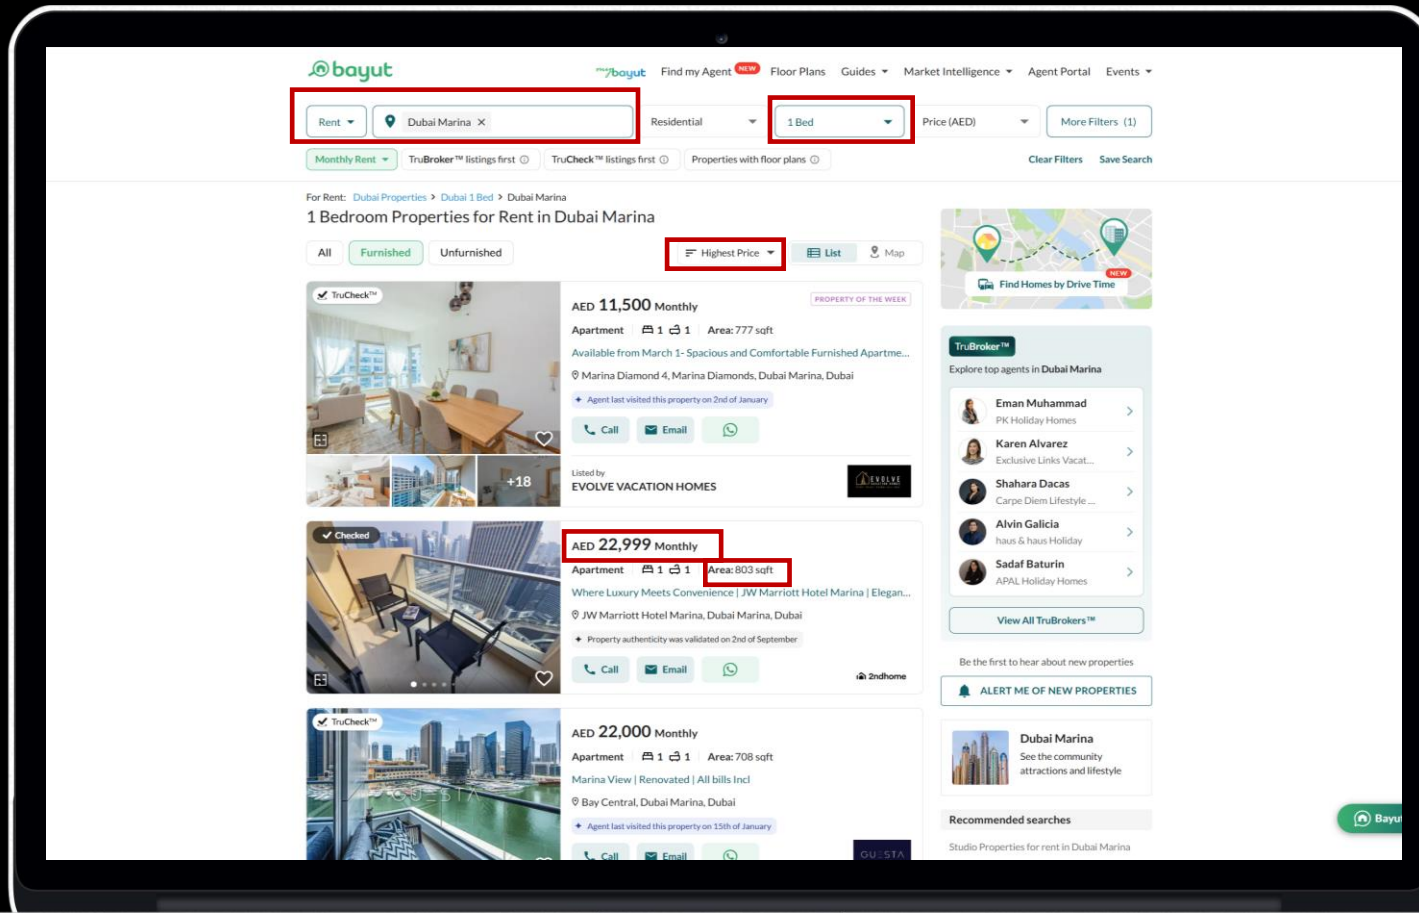 bayut
mybayut Find my Agent NEW Floor Plans Guides Market Intelligence Agent Portal Events
Rent Dubai Marina Residential 1 Bed Price (AED) More Filters (1)
Monthly Rent TruBroker™ listings first TruCheck™ listings first Properties with floor plans Clear Filters Save Search
For Rent: Dubai Properties > Dubai 1 Bed > Dubai Marina
1 Bedroom Properties for Rent in Dubai Marina
All Furnished Unfurnished Highest Price List Map
TruCheck™
AED 11,500 Monthly PROPERTY OF THE WEEK
Apartment 1 1 Area: 777 sqft
Available from March 1- Spacious and Comfortable Furnished Apartme...
Marina Diamond 4, Marina Diamonds, Dubai Marina, Dubai
Agent last visited this property on 2nd of January
Call Email
+18
Listed by
EVOLVE VACATION HOMES
EVOLVE
Checked
AED 22,999 Monthly
Apartment 1 1 Area: 803 sqft
Where Luxury Meets Convenience | JW Marriott Hotel Marina | Elegan...
JW Marriott Hotel Marina, Dubai Marina, Dubai
Property authenticity was validated on 2nd of September
Call Email
2ndhome
TruCheck™
AED 22,000 Monthly
Apartment 1 1 Area: 708 sqft
Marina View | Renovated | All bills Incl
Bay Central, Dubai Marina, Dubai
Agent last visited this property on 15th of January
Call Email
GUESTA
GUESTA
NEW
Find Homes by Drive Time
TruBroker™
Explore top agents in Dubai Marina
Eman Muhammad
PK Holiday Homes
Karen Alvarez
Exclusive Links Vacat...
Shahara Dacas
Carpe Diem Lifestyle ...
Alvin Galicia
haus & haus Holiday
Sadaf Baturin
APAL Holiday Homes
View All TruBrokers™
Be the first to hear about new properties
ALERT ME OF NEW PROPERTIES
Dubai Marina
See the community
attractions and lifestyle
Recommended searches
Studio Properties for rent in Dubai Marina